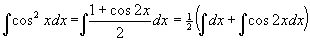 ∫cos² xdx = ∫ (1 + cos 2x)/2 dx = ½(∫dx + ∫cos 2xdx)